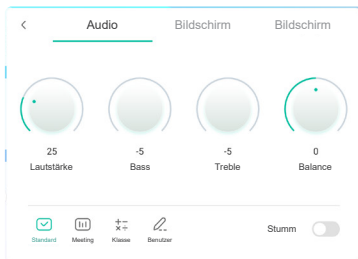 Audio Bildschirm Bildschirm
25 -5 -5 0
Lautstärke Bass Treble Balance
Standard Meeting Klasse Benutzer Stumm